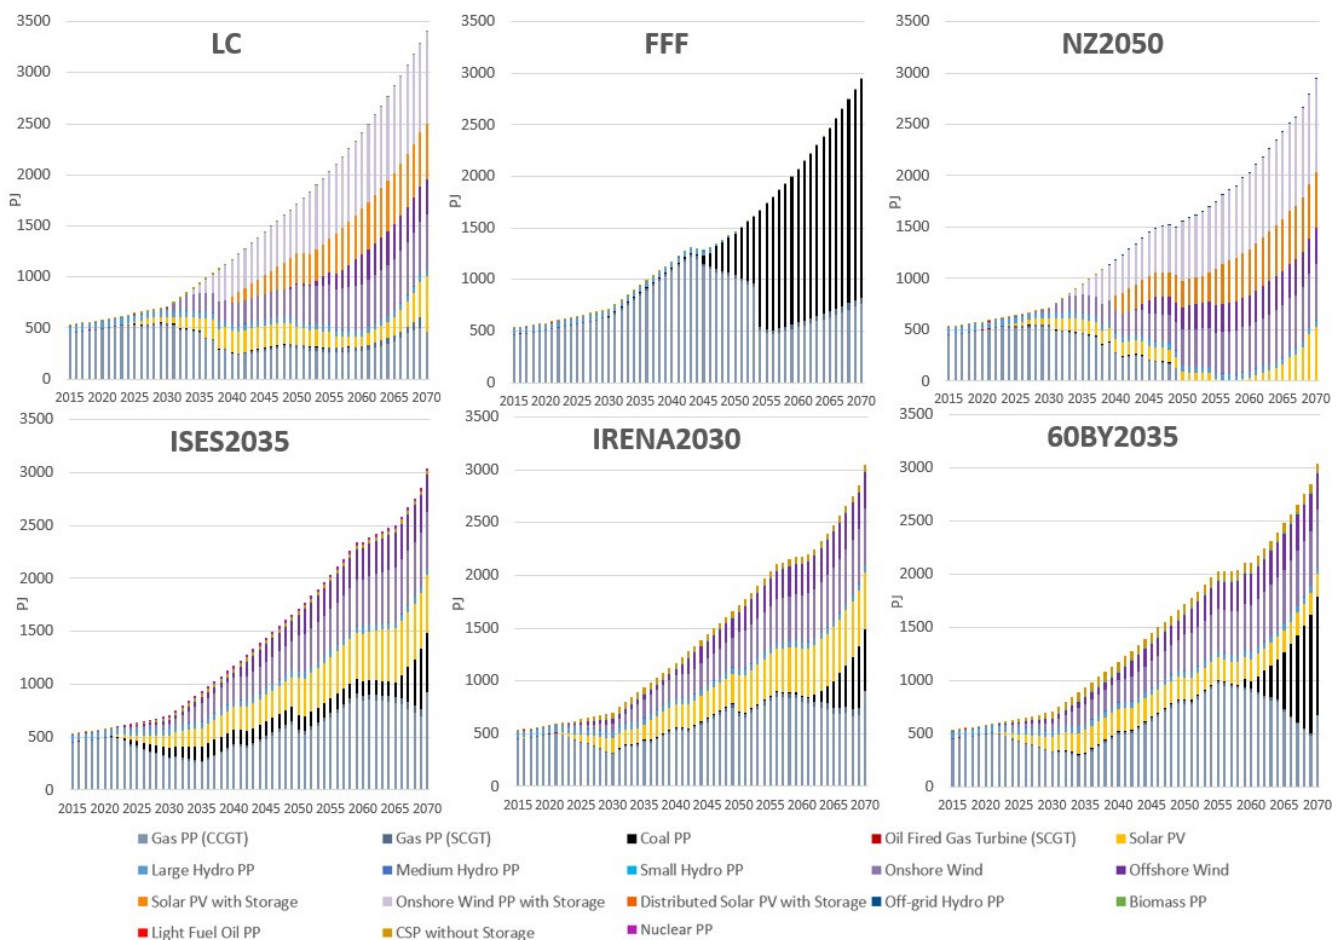 LC
3500
3000
2500
2000
1500
1000
500
0
PJ
2015 2020 2025 2030 2035 2040 2045 2050 2055 2060 2065 2070
FFF
3500
3000
2500
2000
1500
1000
500
0
2015 2020 2025 2030 2035 2040 2045 2050 2055 2060 2065 2070
NZ2050
3500
3000
2500
2000
1500
1000
500
0
PJ
2015 2020 2025 2030 2035 2040 2045 2050 2055 2060 2065 2070
ISES2035
3500
3000
2500
2000
1500
1000
500
0
PJ
2015 2020 2025 2030 2035 2040 2045 2050 2055 2060 2065 2070
IRENA2030
3500
3000
2500
2000
1500
1000
500
0
PJ
2015 2020 2025 2030 2035 2040 2045 2050 2055 2060 2065 2070
60BY2035
3500
3000
2500
2000
1500
1000
500
0
PJ
2015 2020 2025 2030 2035 2040 2045 2050 2055 2060 2065 2070
Gas PP (CCGT) Gas PP (SCGT) Coal PP Oil Fired Gas Turbine (SCGT) Solar PV
Large Hydro PP Medium Hydro PP Small Hydro PP Onshore Wind Offshore Wind
Solar PV with Storage Onshore Wind PP with Storage Distributed Solar PV with Storage Off-grid Hydro PP Biomass PP
Light Fuel Oil PP CSP without Storage Nuclear PP